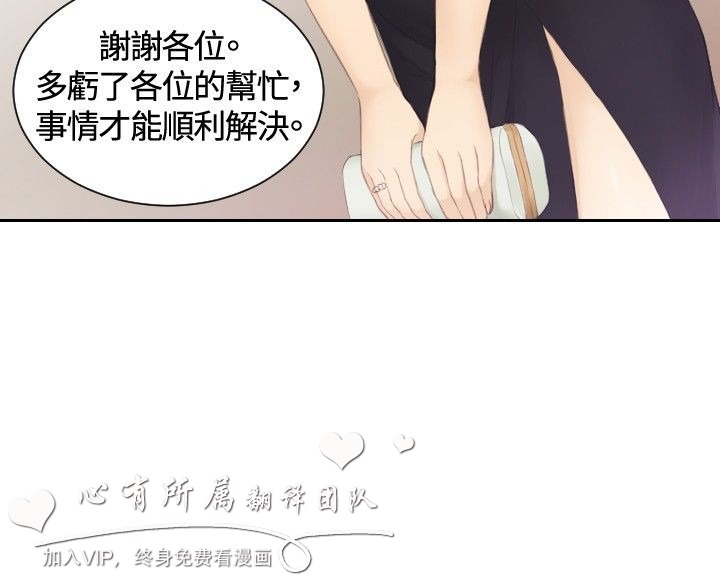 謝謝各位。
多虧了各位的幫忙，
事情才能順利解決。
心有所属翻译团队
加入VIP，终身免费看漫画